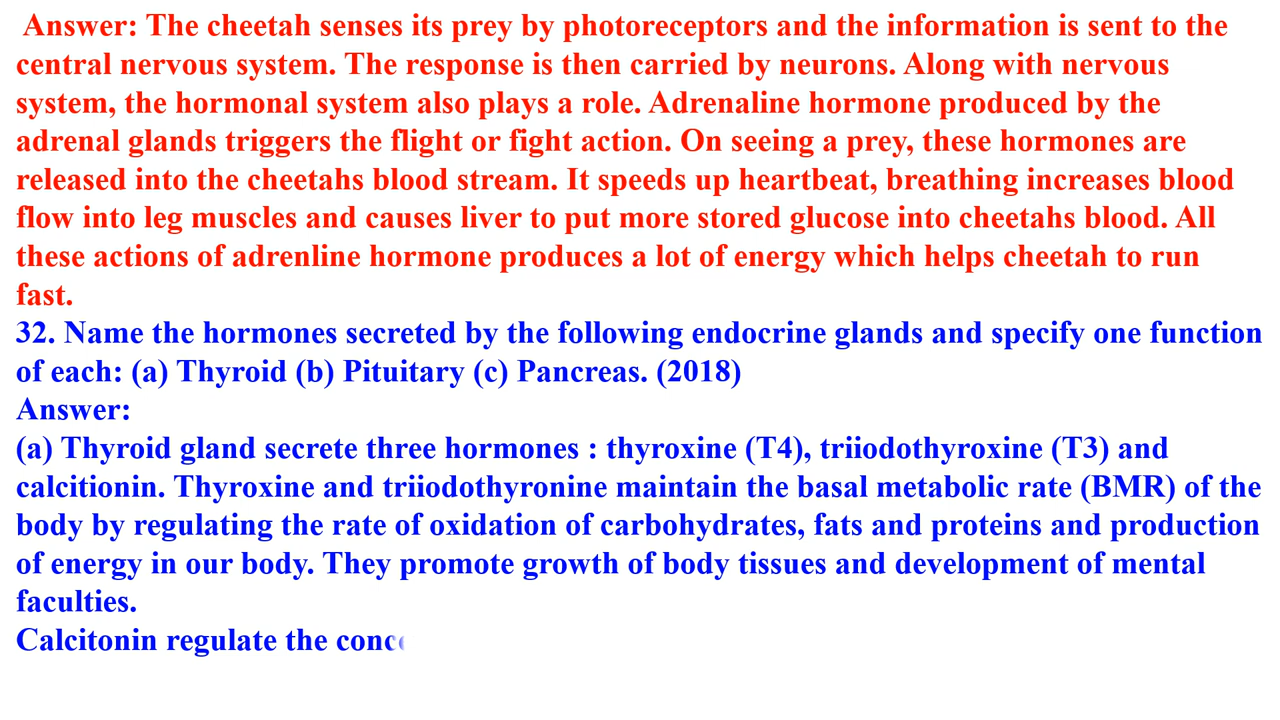 Answer: The cheetah senses its prey by photoreceptors and the information is sent to the
central nervous system. The response is then carried by neurons. Along with nervous
system, the hormonal system also plays a role. Adrenaline hormone produced by the
adrenal glands triggers the flight or fight action. On seeing a prey, these hormones are
released into the cheetahs blood stream. It speeds up heartbeat, breathing increases blood
flow into leg muscles and causes liver to put more stored glucose into cheetahs blood. All
these actions of adrenline hormone produces a lot of energy which helps cheetah to run
fast.
32. Name the hormones secreted by the following endocrine glands and specify one function
of each: (a) Thyroid (b) Pituitary (c) Pancreas. (2018)
Answer:
(a) Thyroid gland secrete three hormones : thyroxine (T4), triiodothyroxine (T3) and
calcitionin. Thyroxine and triiodothyronine maintain the basal metabolic rate (BMR) of the
body by regulating the rate of oxidation of carbohydrates, fats and proteins and production
of energy in our body. They promote growth of body tissues and development of mental
faculties.
Calcitonin regulate the